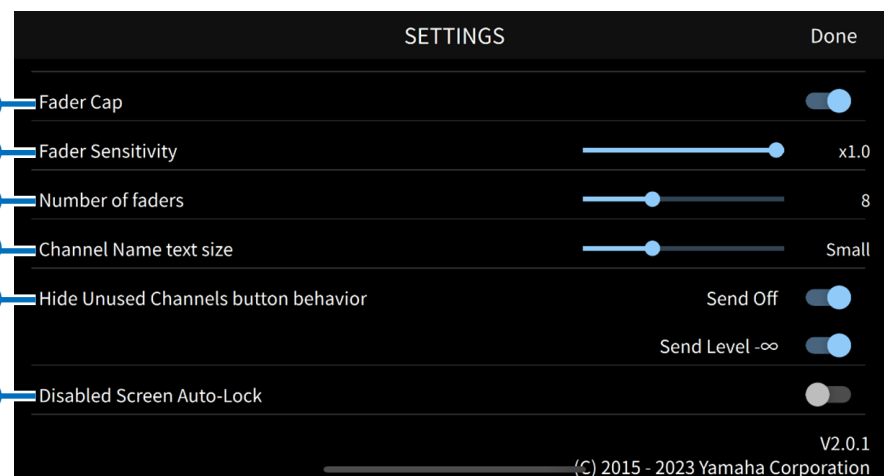 SETTINGS Done
Fader Cap
Fader Sensitivity x1.0
Number of faders 8
Channel Name text size Small
Hide Unused Channels button behavior Send Off
Send Level -∞
Disabled Screen Auto-Lock
V2.0.1
(C) 2015 - 2023 Yamaha Corporation